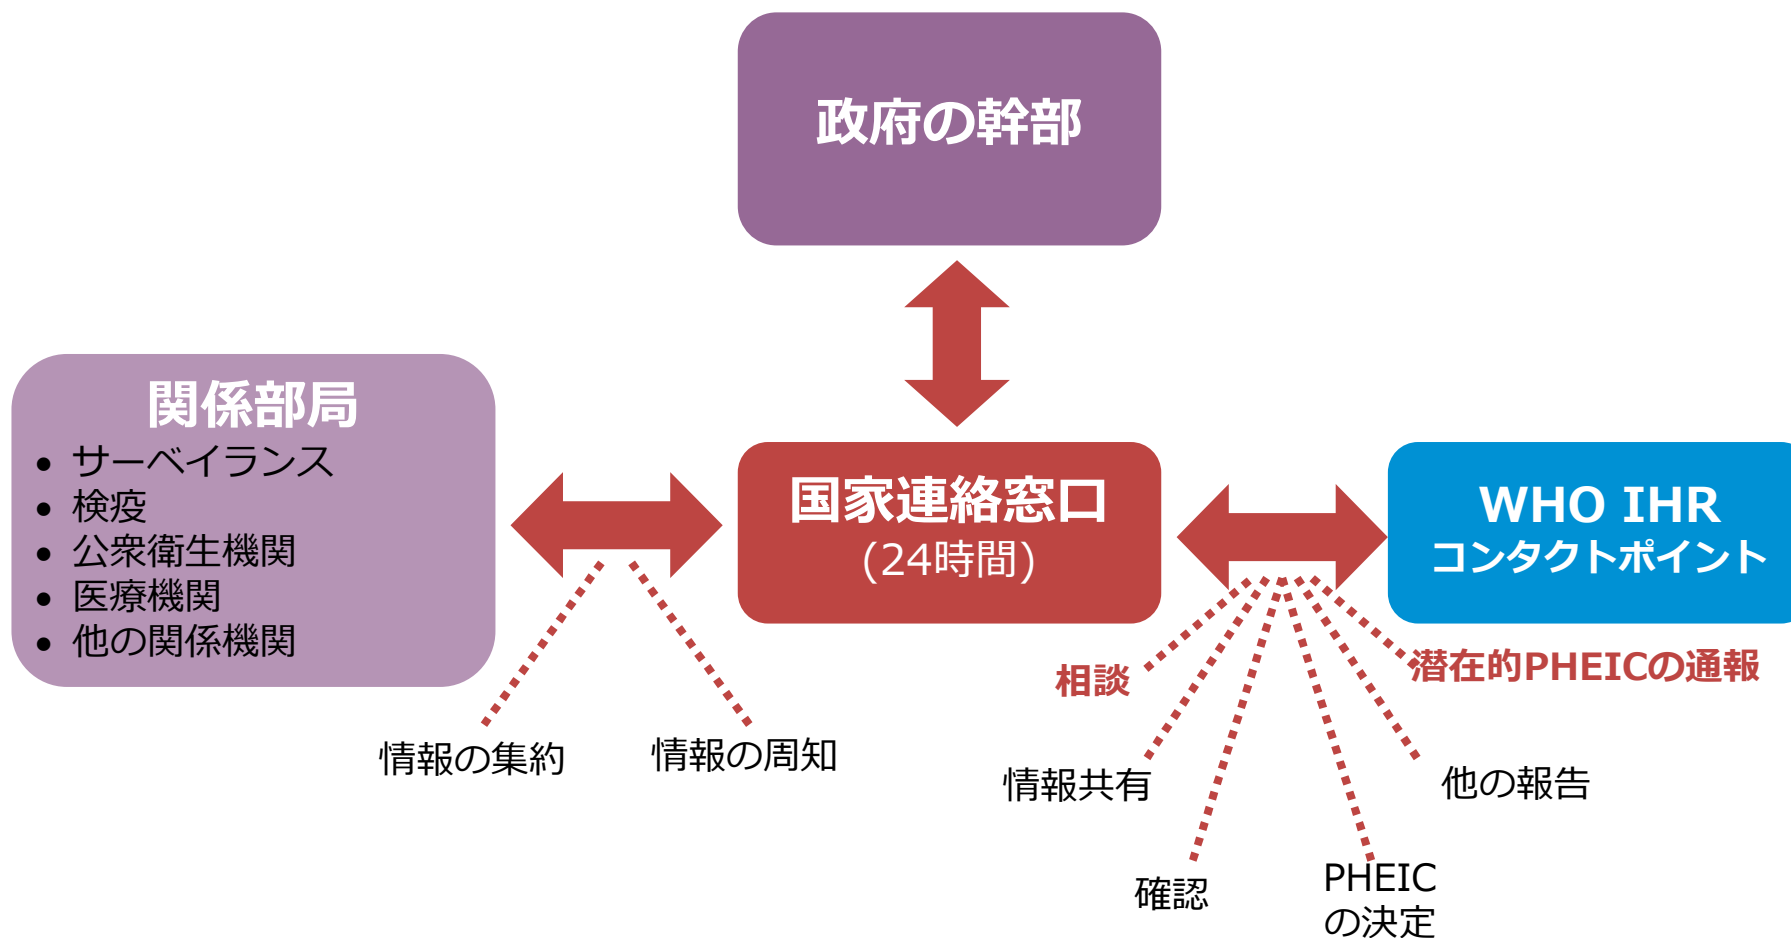 政府の幹部
関係部局
• サーベイランス
• 検疫
• 公衆衛生機関
• 医療機関
• 他の関係機関
国家連絡窓口
(24時間)
WHO IHR
コンタクトポイント
情報の集約
情報の周知
相談
情報共有
確認
PHEIC
の決定
他の報告
潜在的PHEICの通報